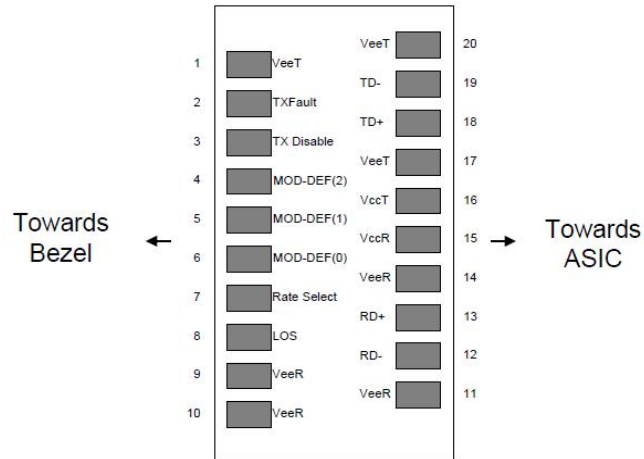 Towards
Bezel
1 VeeT
2 TXFault
3 TX Disable
4 MOD-DEF(2)
5 MOD-DEF(1)
6 MOD-DEF(0)
7 Rate Select
8 LOS
9 VeeR
10 VeeR
VeeT 20
TD- 19
TD+ 18
VeeT 17
VccT 16
VccR 15
VeeR 14
RD+ 13
RD- 12
VeeR 11
Towards
ASIC